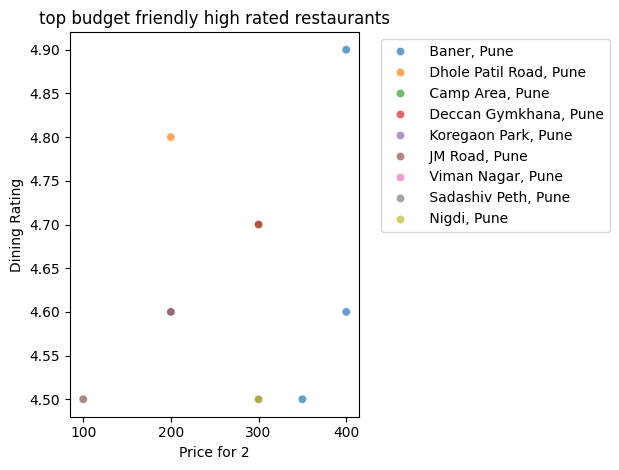 top budget friendly high rated restaurants
4.90
4.85
4.80
4.75
4.70
4.65
4.60
4.55
4.50
Dining Rating
100
200
300
400
Price for 2
Baner, Pune
Dhole Patil Road, Pune
Camp Area, Pune
Deccan Gymkhana, Pune
Koregaon Park, Pune
JM Road, Pune
Viman Nagar, Pune
Sadashiv Peth, Pune
Nigdi, Pune